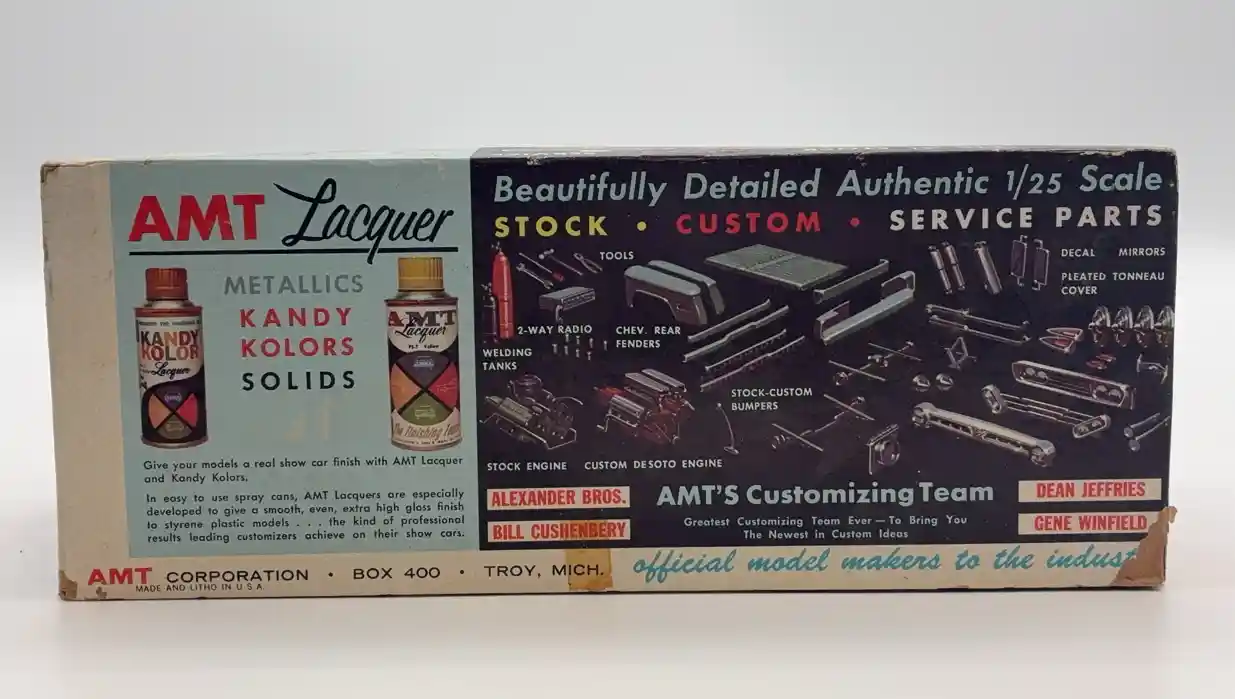 AMT Lacquer
METALLICS
KANDY
KOLORS
SOLIDS
KANDY
KOLOR
Lacquer
AMT
Lacquer
Give your models a real show car finish with AMT Lacquer
and Kandy Kolors.
In easy to use spray cans, AMT Lacquers are especially
developed to give a smooth, even, extra high gloss finish
to styrene plastic models . . . the kind of professional
results leading customizers achieve on their show cars.
Beautifully Detailed Authentic 1/25 Scale
STOCK • CUSTOM • SERVICE PARTS
TOOLS
2-WAY RADIO
WELDING
TANKS
CHEV. REAR
FENDERS
DECAL MIRRORS
PLEATED TONNEAU
COVER
STOCK-CUSTOM
BUMPERS
STOCK ENGINE
CUSTOM DESOTO ENGINE
ALEXANDER BROS.
BILL CUSHENBERY
AMT'S Customizing Team
Greatest Customizing Team Ever — To Bring You
The Newest in Custom Ideas
DEAN JEFFRIES
GENE WINFIELD
AMT CORPORATION • BOX 400 • TROY, MICH.
MADE AND LITHO IN U S A.
official model makers to the indust